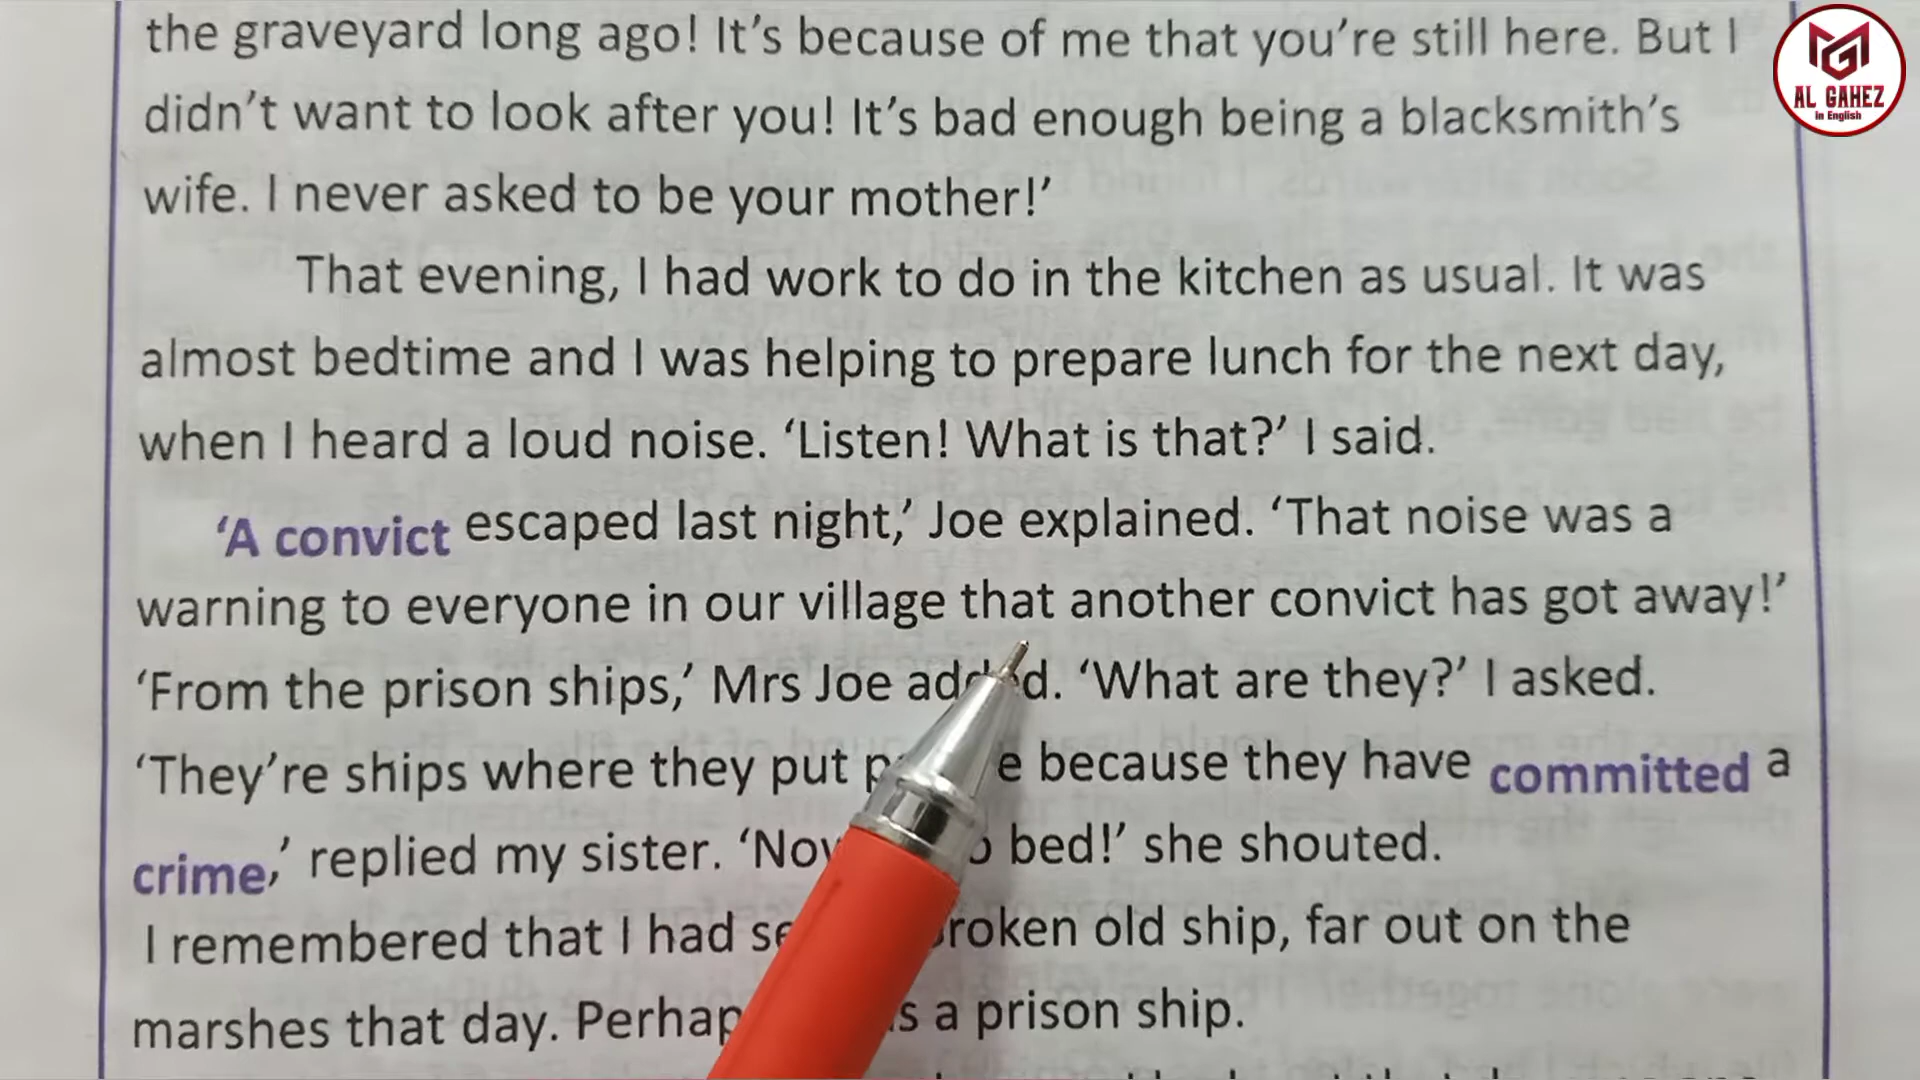 the graveyard long ago! It's because of me that you're still here. But I
didn't want to look after you! It's bad enough being a blacksmith's
wife. I never asked to be your mother!'
That evening, I had work to do in the kitchen as usual. It was
almost bedtime and I was helping to prepare lunch for the next day,
when I heard a loud noise. 'Listen! What is that?' I said.
'A convict escaped last night,' Joe explained. 'That noise was a
warning to everyone in our village that another convict has got away!'
'From the prison ships,' Mrs Joe added. 'What are they?' I asked.
'They're ships where they put because they have committed a
crime,' replied my sister. bed!' she shouted.
I remembered that I had old ship, far out on the
marshes that day. a prison ship.
AL GAHEZ
in English